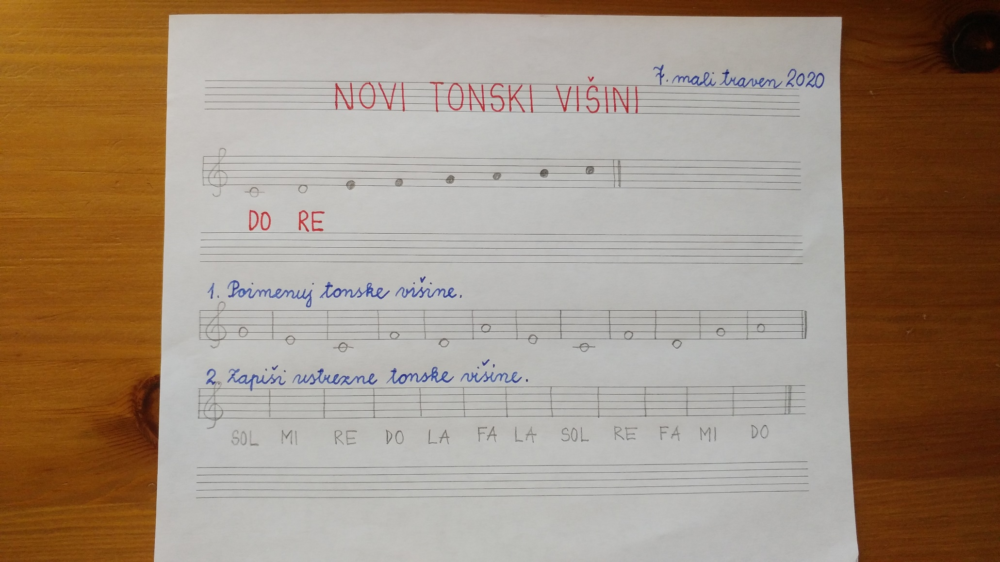 7. mali traven 2020
NOVI TONSKI VIŠINI
DO RE
1. Poimenuj tonske višine.
2. Zapiši ustrezne tonske višine.
SOL MI RE DO LA FA LA SOL RE FA MI DO